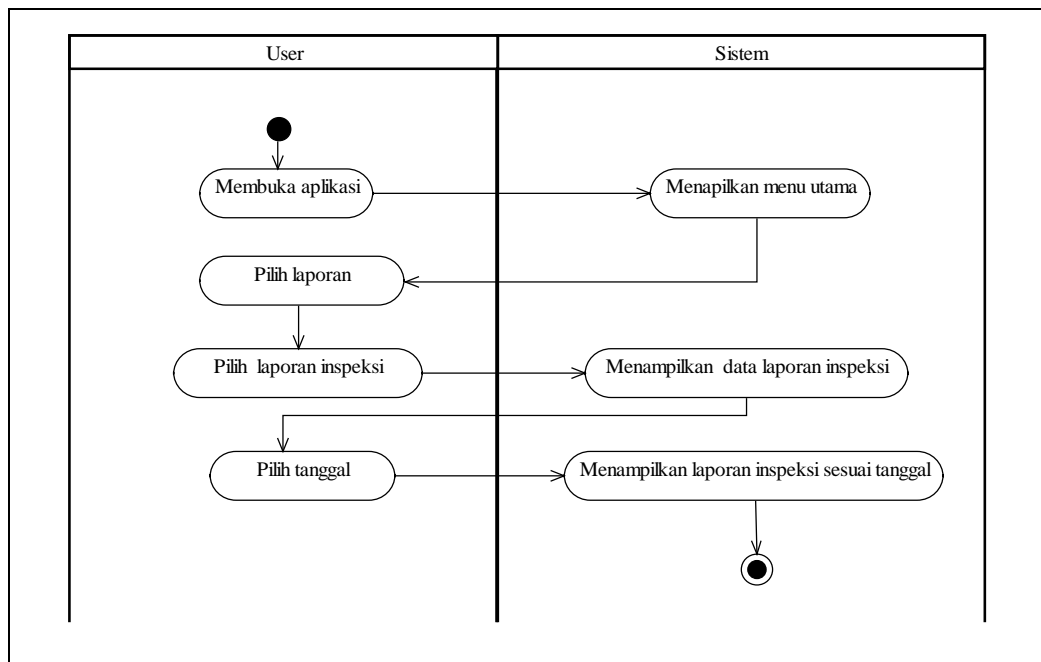 User
Sistem
Membuka aplikasi
Menapilkan menu utama
Pilih laporan
Pilih laporan inspeksi
Menampilkan data laporan inspeksi
Pilih tanggal
Menampilkan laporan inspeksi sesuai tanggal